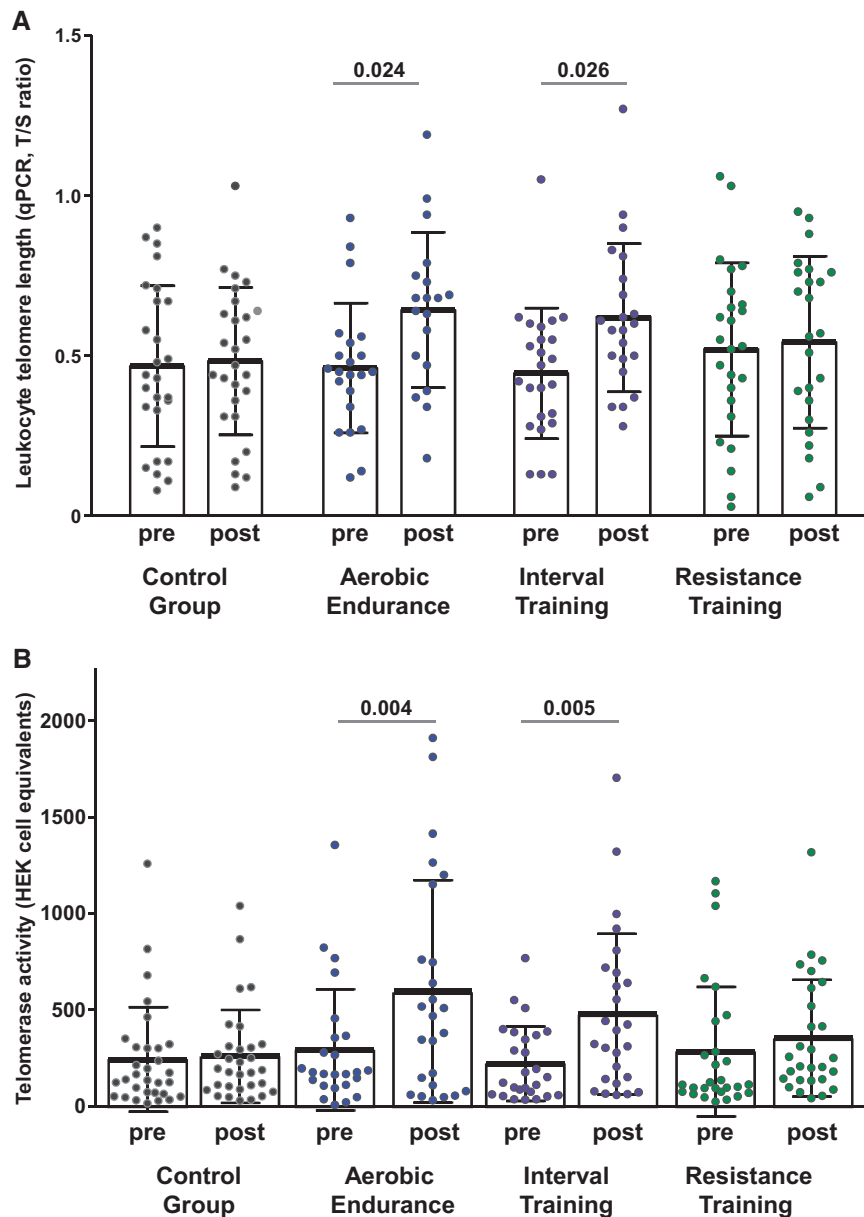 A
Leukocyte telomere length (qPCR, T/S ratio)
1.5
1.0
0.5
0
0.024
0.026
pre
post
pre
post
pre
post
pre
post
Control
Group
Aerobic
Endurance
Interval
Training
Resistance
Training
B
Telomerase activity (HEK cell equivalents)
2000
1500
1000
500
0
0.004
0.005
pre
post
pre
post
pre
post
pre
post
Control
Group
Aerobic
Endurance
Interval
Training
Resistance
Training